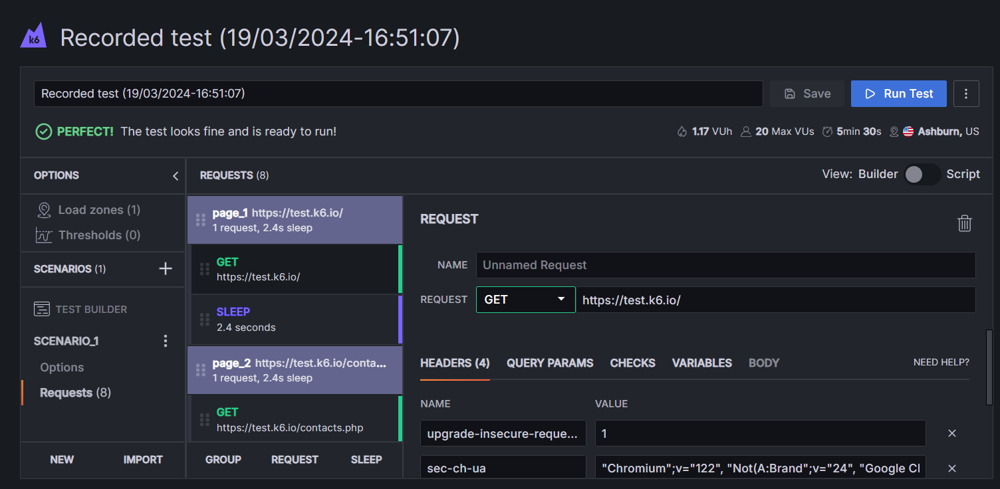 k6
Recorded test (19/03/2024-16:51:07)
Recorded test (19/03/2024-16:51:07)
Save
Run Test
PERFECT! The test looks fine and is ready to run!
1.17 VUh
20 Max VUs
5min 30s
Ashburn, US
OPTIONS
Load zones (1)
Thresholds (0)
SCENARIOS (1)
TEST BUILDER
SCENARIO_1
Options
Requests (8)
NEW
IMPORT
REQUESTS (8)
View: Builder
Script
page_1 https://test.k6.io/
1 request, 2.4s sleep
GET
https://test.k6.io/
SLEEP
2.4 seconds
page_2 https://test.k6.io/conta...
1 request, 2.4s sleep
GET
https://test.k6.io/contacts.php
GROUP
REQUEST
SLEEP
REQUEST
NAME
Unnamed Request
REQUEST
GET
https://test.k6.io/
HEADERS (4)
QUERY PARAMS
CHECKS
VARIABLES
BODY
NEED HELP?
NAME
VALUE
upgrade-insecure-reque...
1
sec-ch-ua
"Chromium";v="122", "Not(A:Brand";v="24", "Google Cl